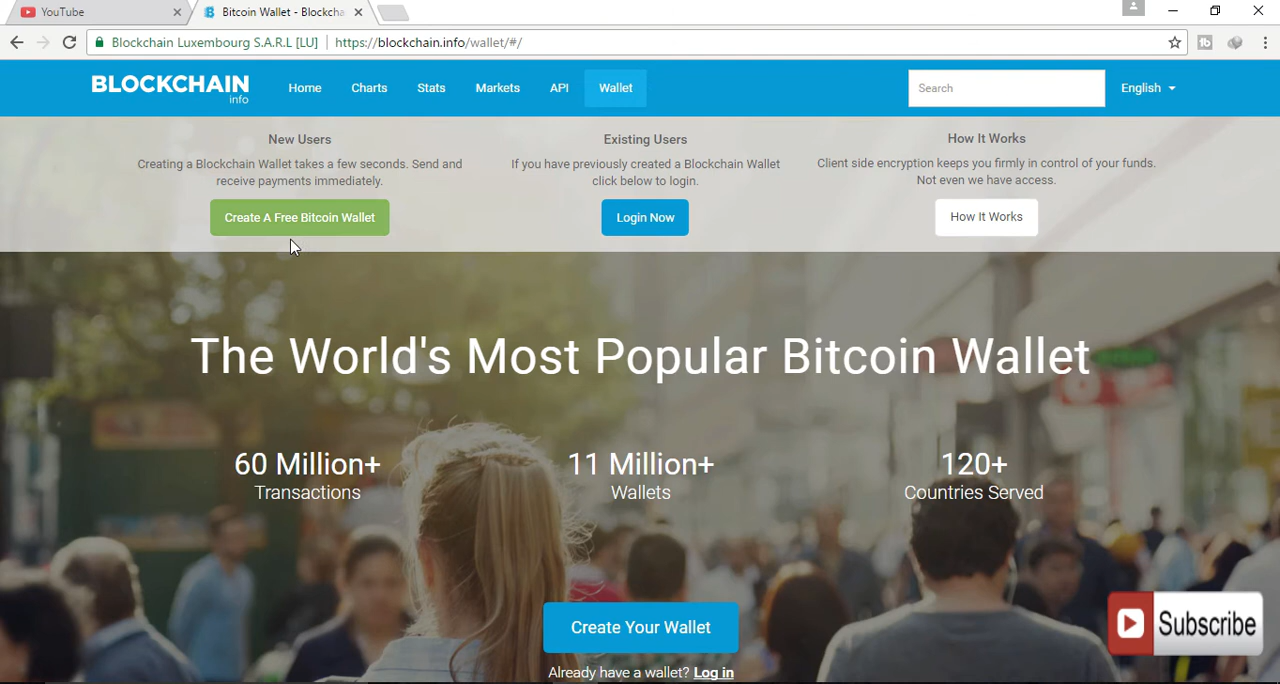 YouTube
Bitcoin Wallet - Blockcha
Blockchain Luxembourg S.A.R.L [LU]
https://blockchain.info/wallet/#/
tb
BLOCKCHAIN
info
Home
Charts
Stats
Markets
API
Wallet
Search
English
New Users
Creating a Blockchain Wallet takes a few seconds. Send and
receive payments immediately.
Create A Free Bitcoin Wallet
Existing Users
If you have previously created a Blockchain Wallet
click below to login.
Login Now
How It Works
Client side encryption keeps you firmly in control of your funds.
Not even we have access.
How It Works
The World's Most Popular Bitcoin Wallet
60 Million+
Transactions
11 Million+
Wallets
120+
Countries Served
Create Your Wallet
Already have a wallet? Log in
Subscribe